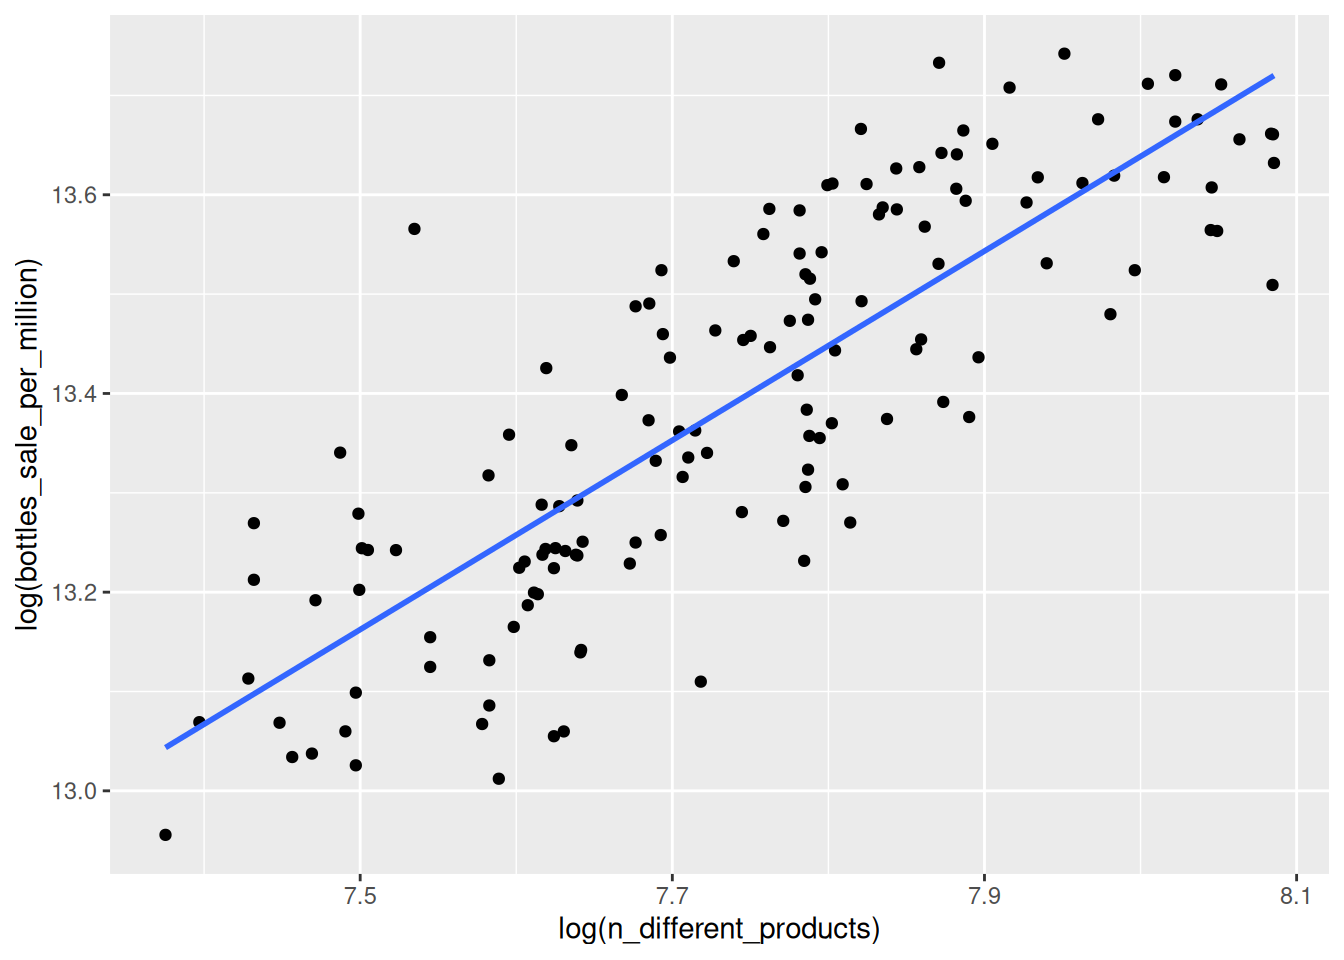 log(bottles_sale_per_million)
13.6
13.4
13.2
13.0
7.5 7.7 7.9 8.1
log(n_different_products)